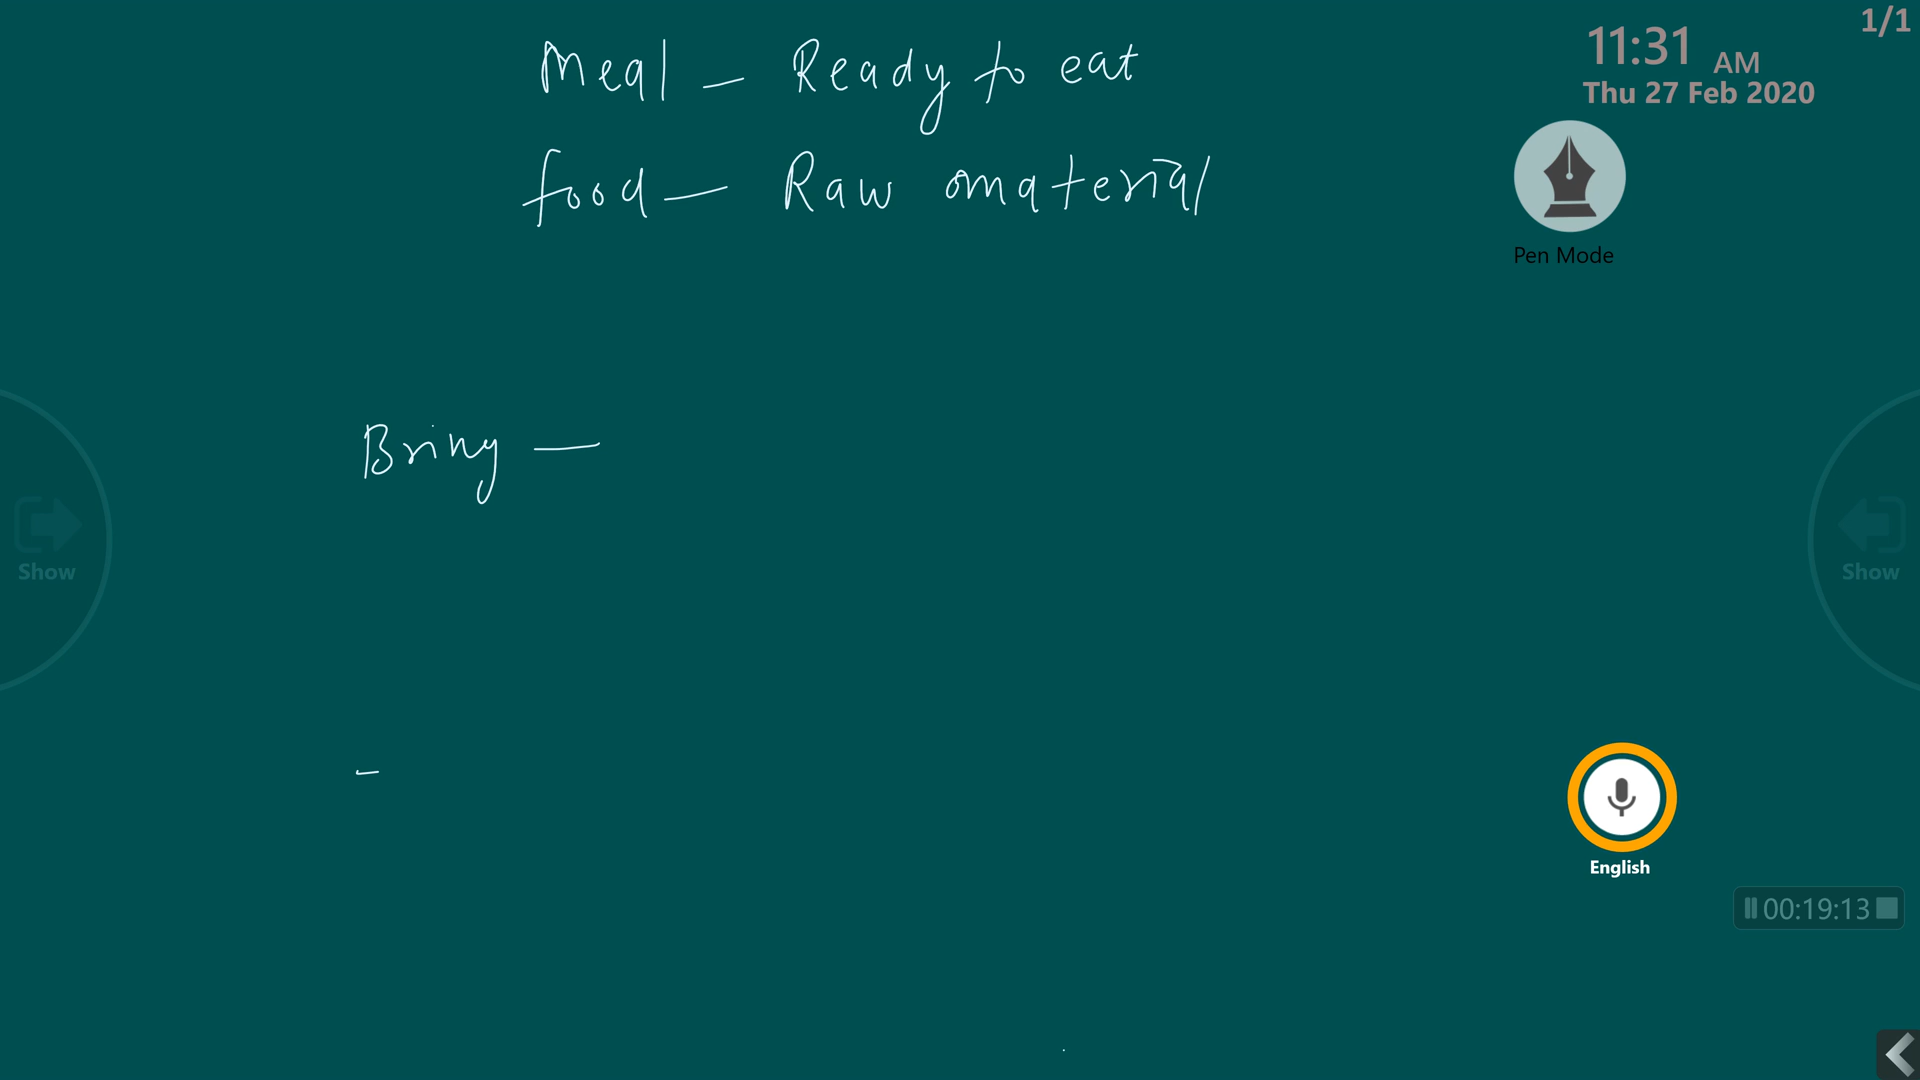 1/1
11:31 AM
Thu 27 Feb 2020
Meal - Ready to eat
food - Raw material
Pen Mode
Bring -
Show
Show
-
English
00:19:13